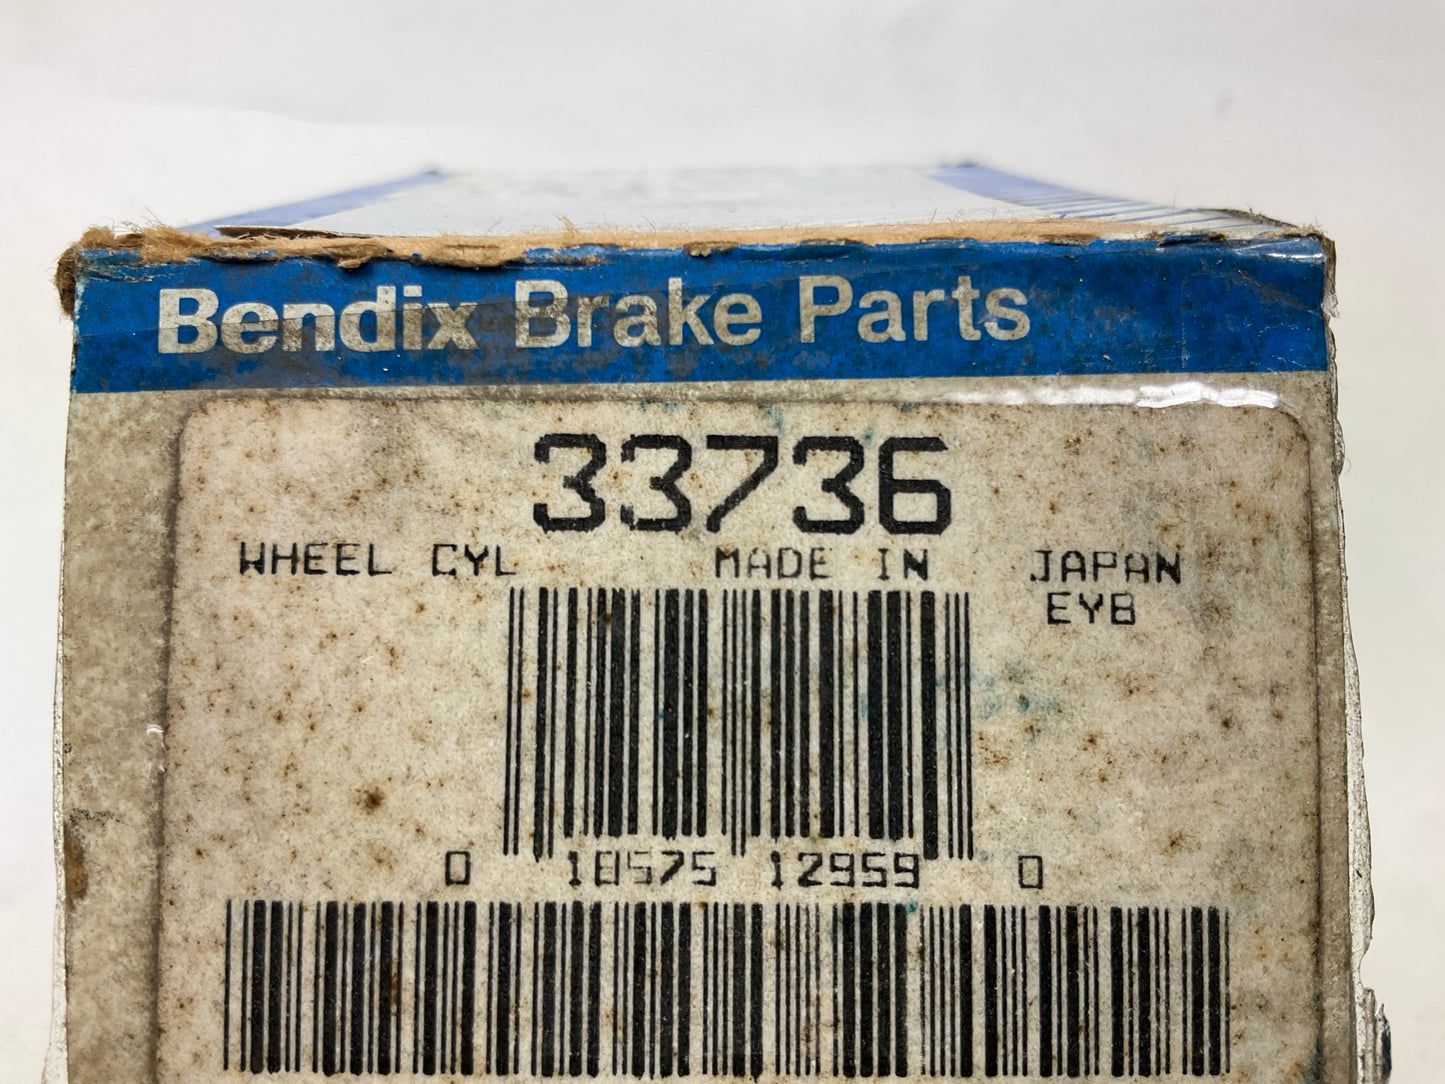 Bendix Brake Parts
33736
WHEEL CYL MADE IN JAPAN
EYB
0 18575 12959 0